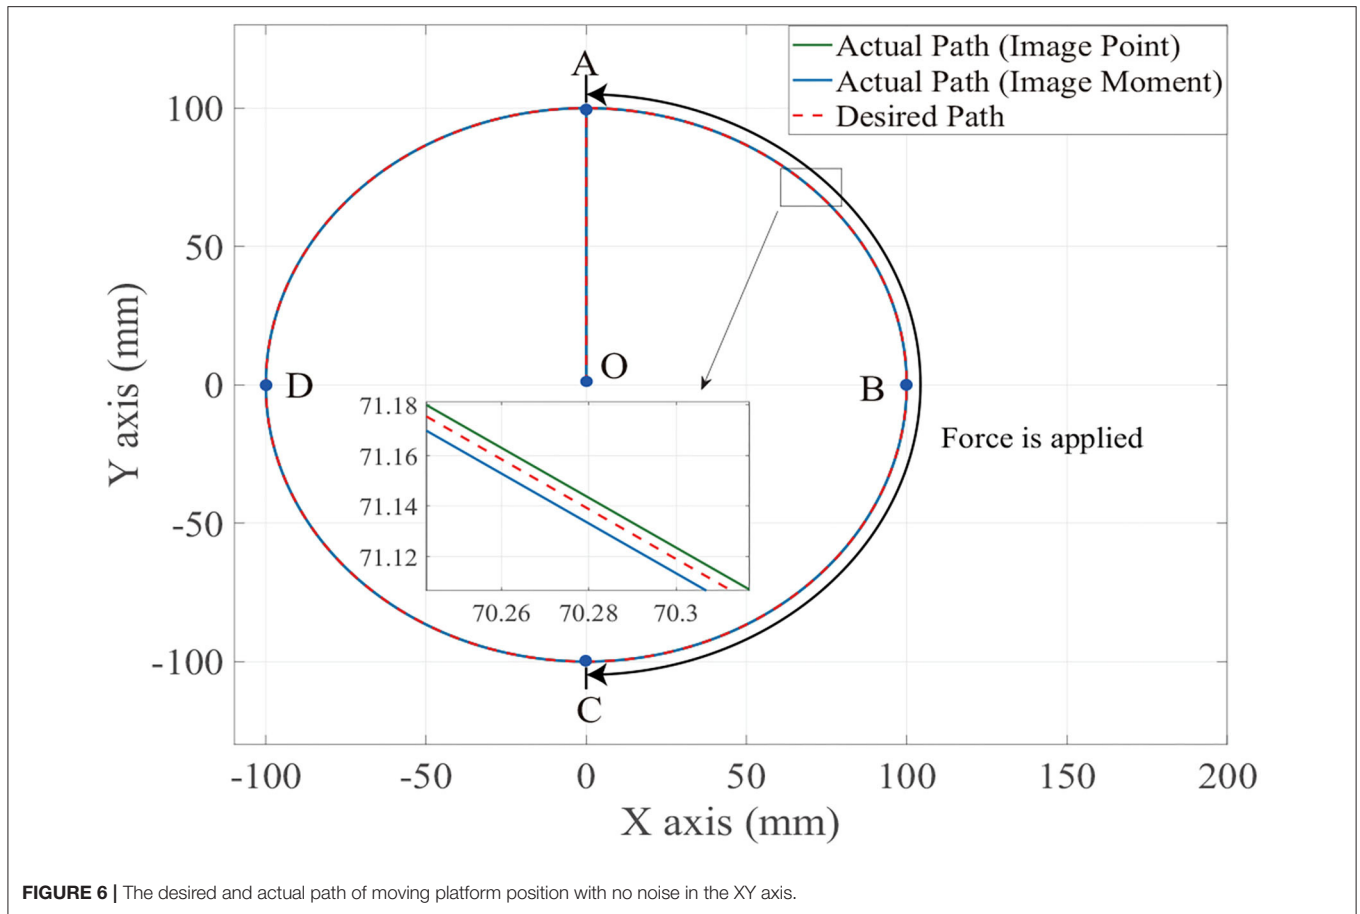 A
Actual Path (Image Point)
Actual Path (Image Moment)
Desired Path
100
50
0
-50
-100
Y axis (mm)
D
O
B
Force is applied
71.18
71.16
71.14
71.12
70.26 70.28 70.3
C
-100 -50 0 50 100 150 200
X axis (mm)
FIGURE 6 | The desired and actual path of moving platform position with no noise in the XY axis.